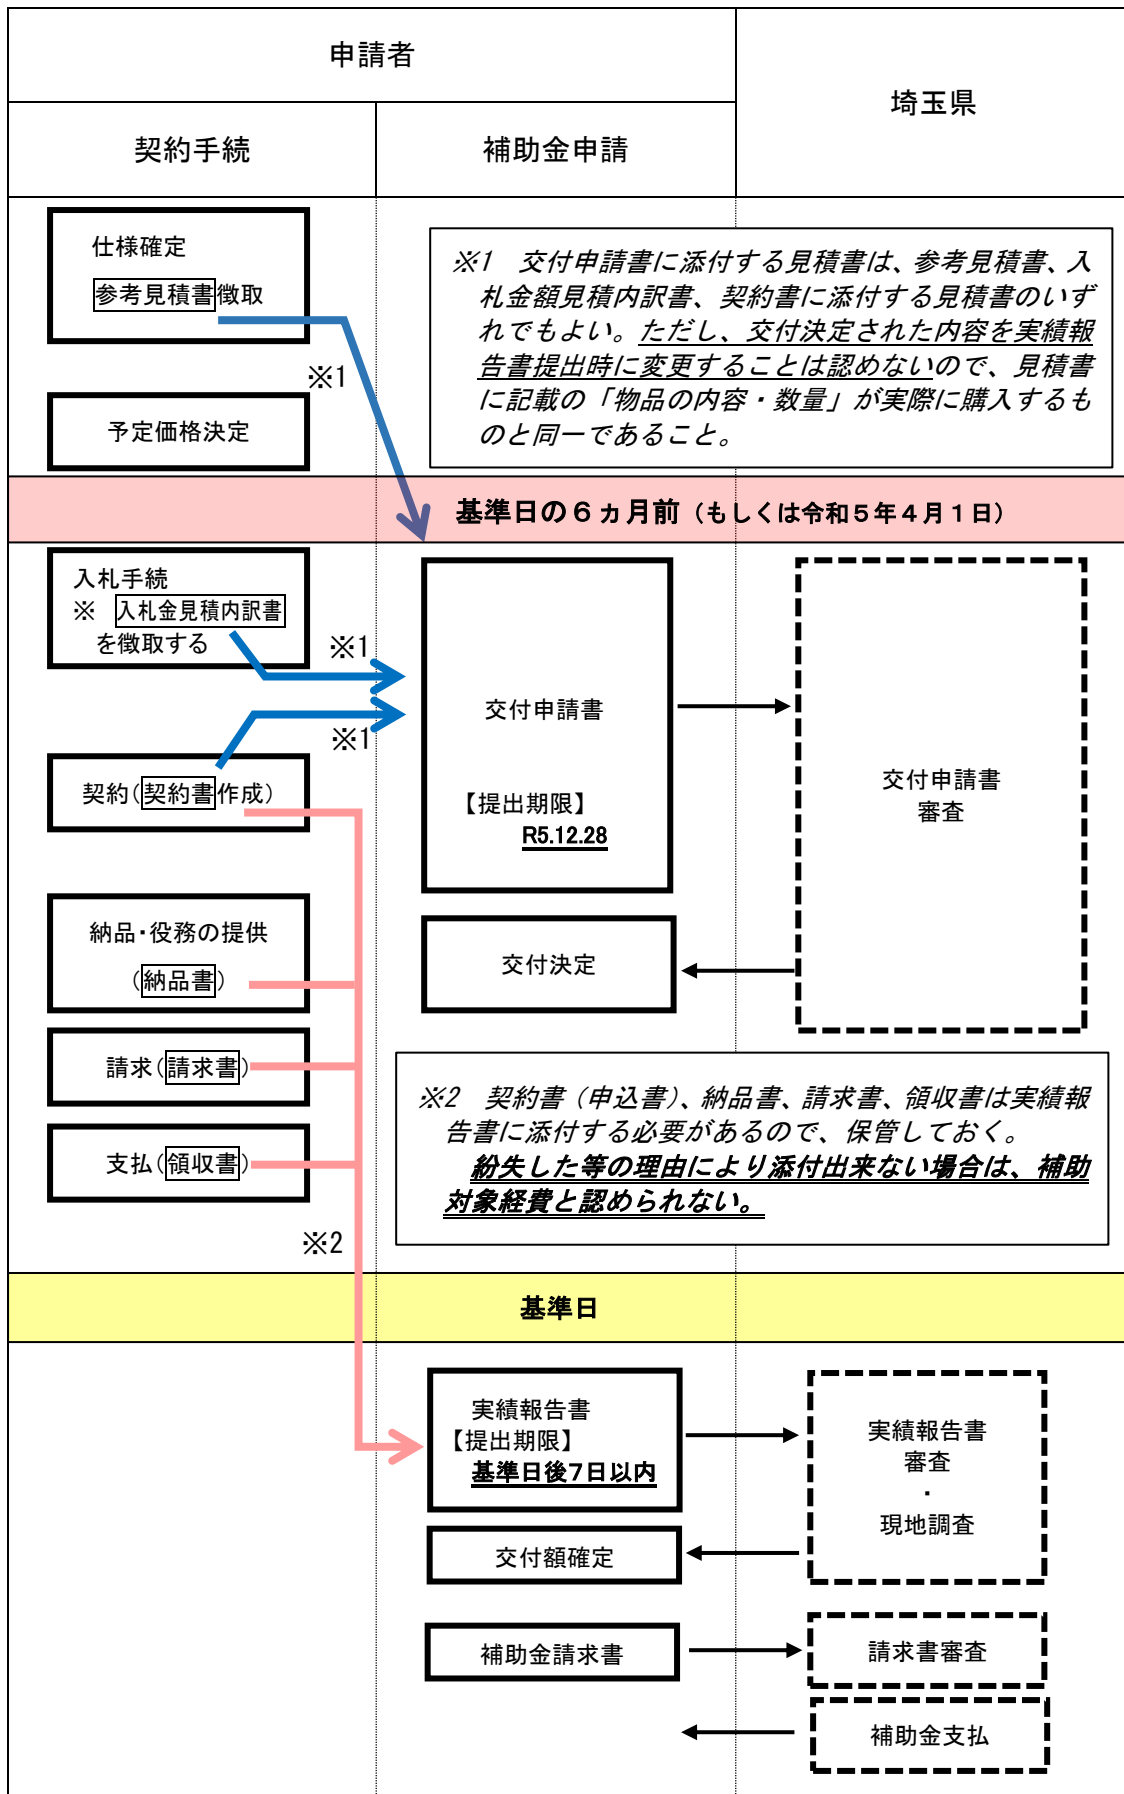 申請者
埼玉県
契約手続
補助金申請
仕様確定
参考見積書徴取
※1　交付申請書に添付する見積書は、参考見積書、入
札金額見積内訳書、契約書に添付する見積書のいず
れでもよい。ただし、交付決定された内容を実績報
告書提出時に変更することは認めないので、見積書
に記載の「物品の内容・数量」が実際に購入するも
のと同一であること。
※1
予定価格決定
基準日の６ヵ月前（もしくは令和５年４月１日）
入札手続
※　入札金見積内訳書
を徴取する
※1
※1
交付申請書
【提出期限】
R5.12.28
交付申請書
審査
契約（契約書作成）
納品・役務の提供
（納品書）
交付決定
請求（請求書）
支払（領収書）
※2　契約書（申込書）、納品書、請求書、領収書は実績報
告書に添付する必要があるので、保管しておく。
紛失した等の理由により添付出来ない場合は、補助
対象経費と認められない。
※2
基準日
実績報告書
【提出期限】
基準日後７日以内
実績報告書
審査
・
現地調査
交付額確定
補助金請求書
請求書審査
補助金支払